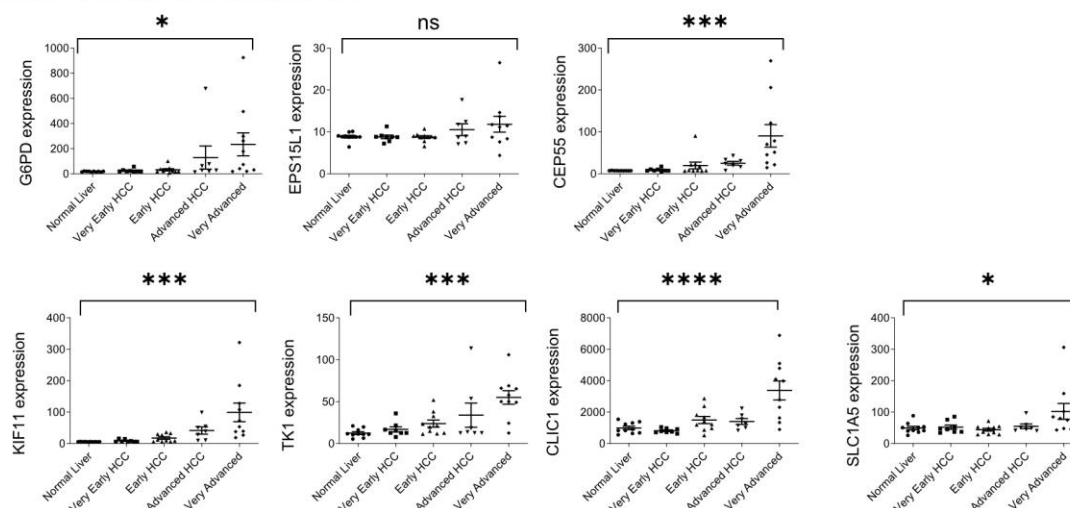 *
ns
***
G6PD expression
1000
800
600
400
200
0
Normal Liver
Very Early HCC
Early HCC
Advanced HCC
Very Advanced
EPS15L1 expression
30
20
10
0
Normal Liver
Very Early HCC
Early HCC
Advanced HCC
Very Advanced
CEP55 expression
300
200
100
0
Normal Liver
Very Early HCC
Early HCC
Advanced HCC
Very Advanced
***
***
****
*
KIF11 expression
400
300
200
100
0
Normal Liver
Very Early HCC
Early HCC
Advanced HCC
Very Advanced
TK1 expression
150
100
50
0
Normal Liver
Very Early HCC
Early HCC
Advanced HCC
Very Advanced
CLIC1 expression
8000
6000
4000
2000
0
Normal Liver
Very Early HCC
Early HCC
Advanced HCC
Very Advanced
SLC1A5 expression
400
300
200
100
0
Normal Liver
Very Early HCC
Early HCC
Advanced HCC
Very Advanced